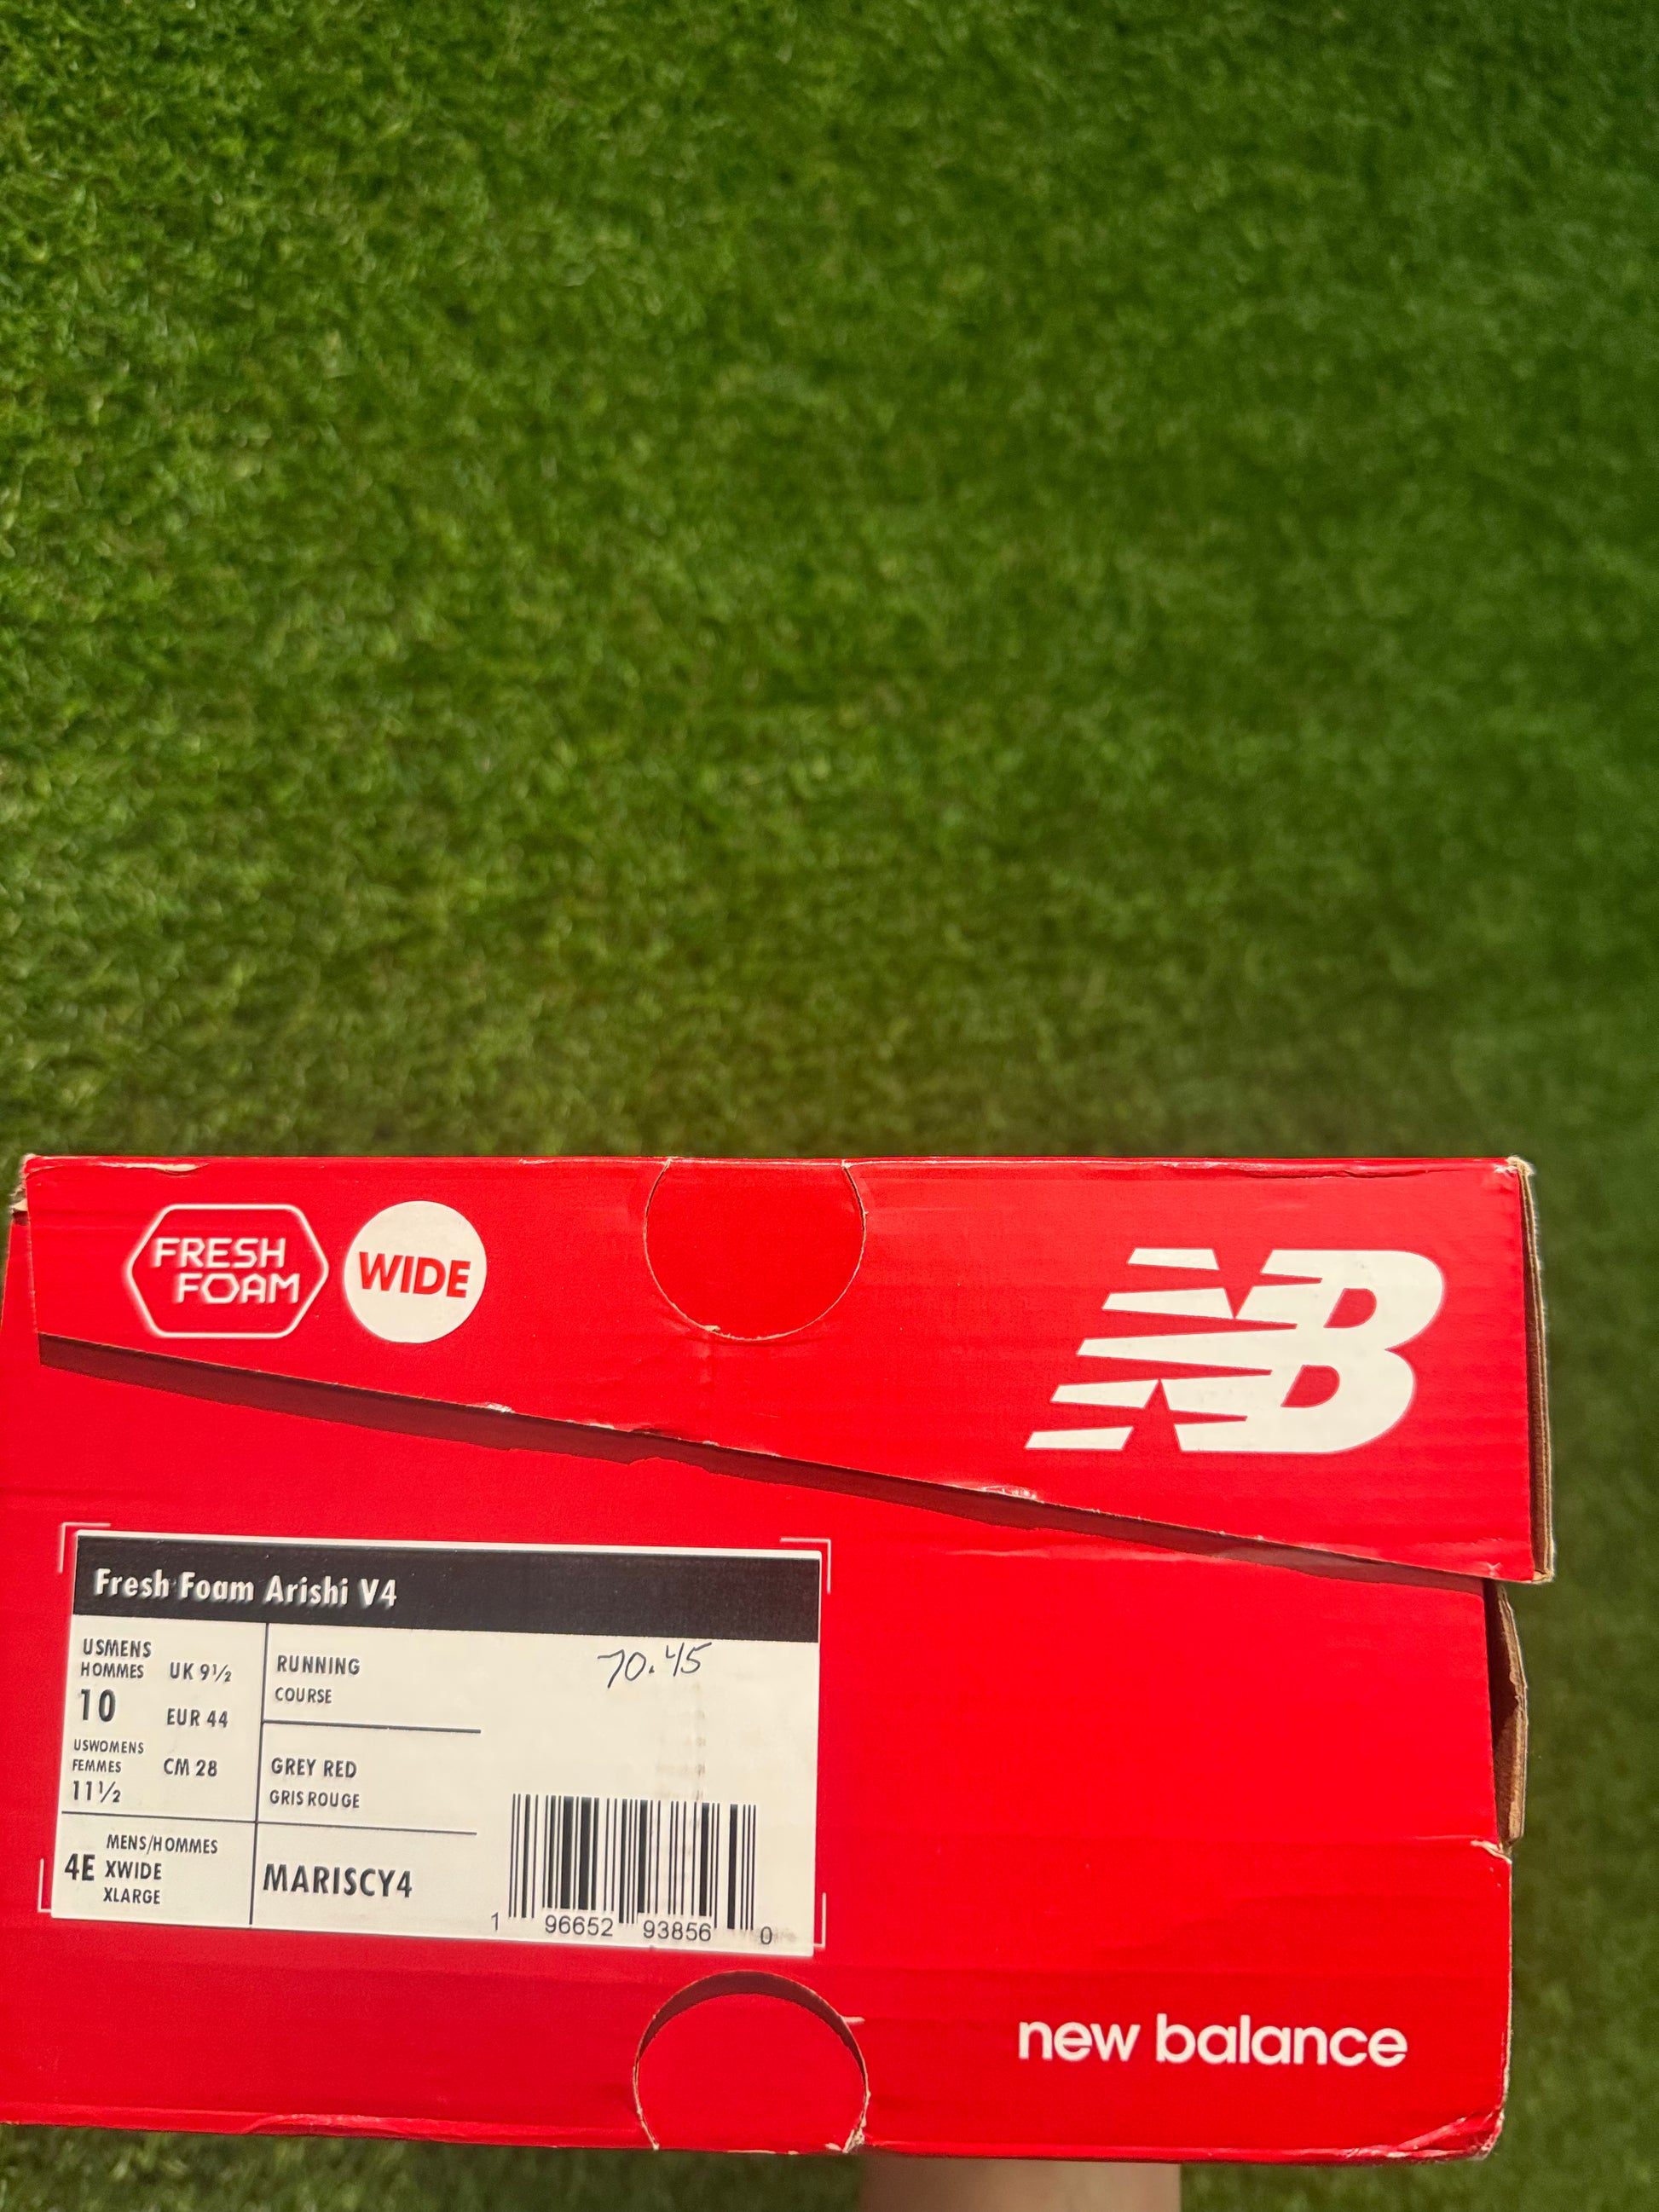 FRESH
FOAM
WIDE
NB
Fresh Foam Arishi V4
USMENS
HOMMES
10
UK 9½
EUR 44
USWOMENS
FEMMES
11½
CM 28
RUNNING
COURSE
70.45
GREY RED
GRIS ROUGE
4E
MENS/HOMMES
XWIDE
XLARGE
MARISCY4
1 96652 93856 0
new balance